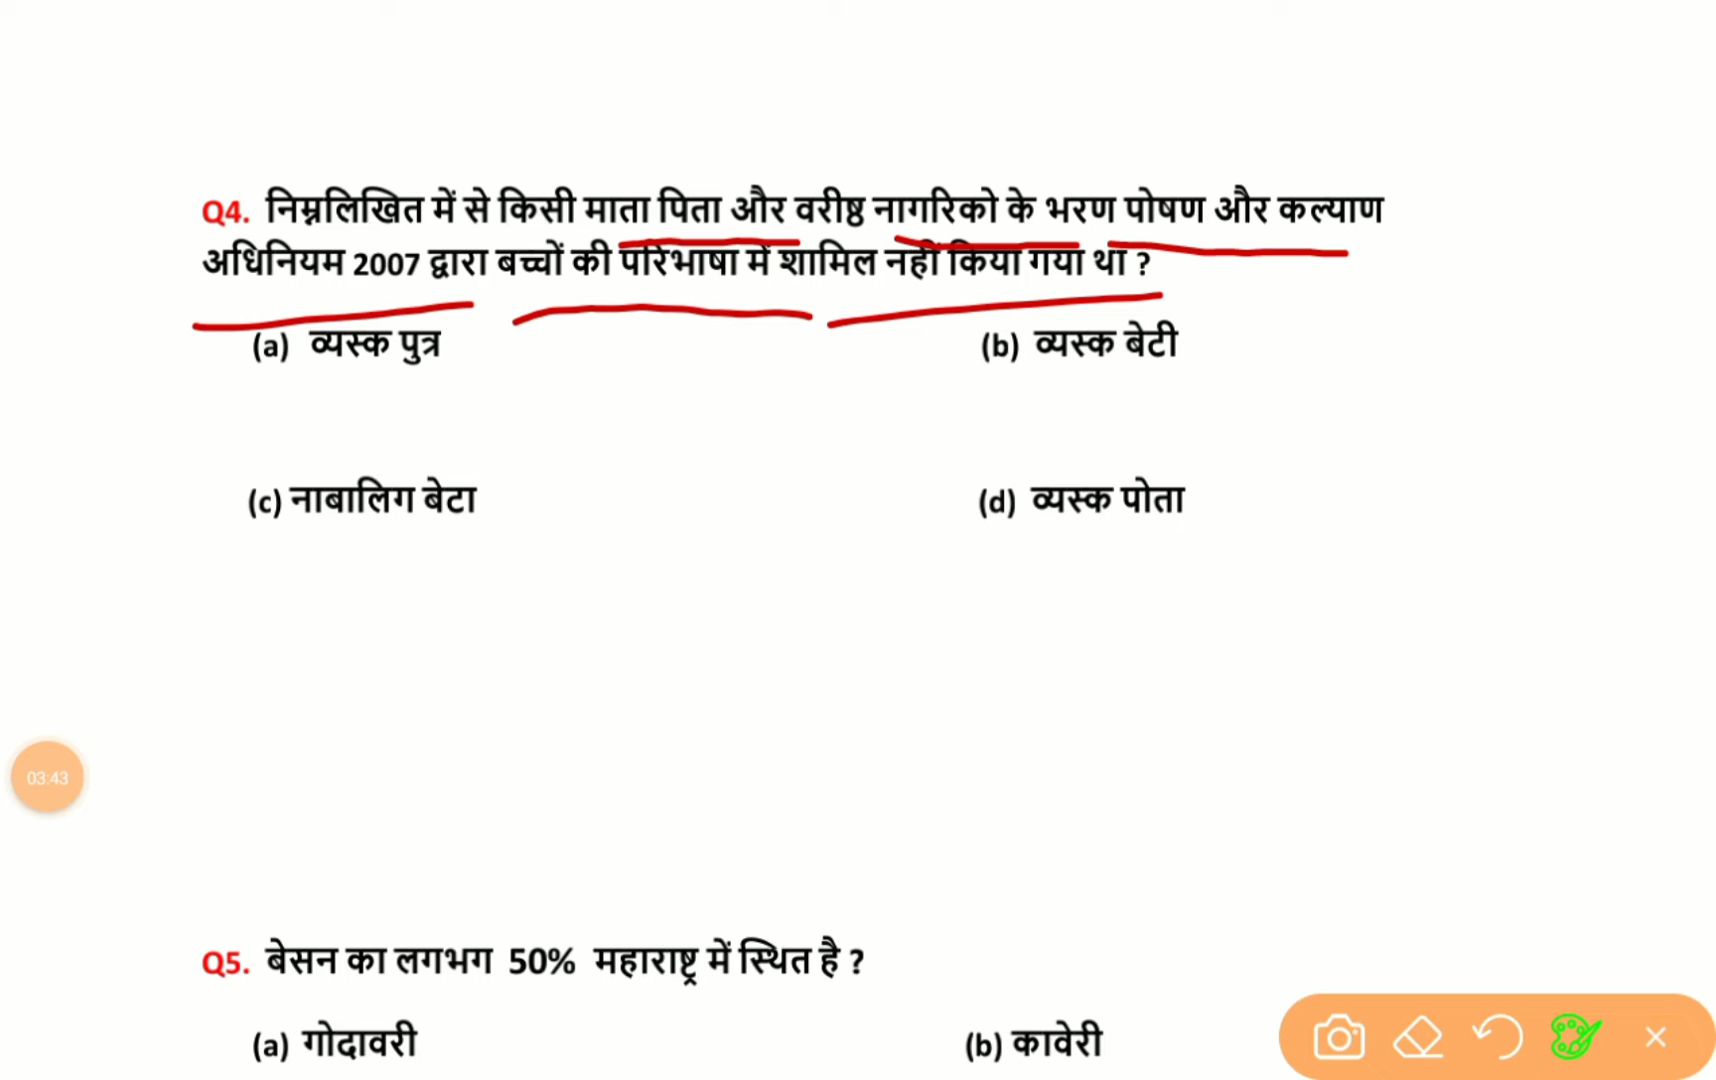 Q4. निम्नलिखित में से किसी माता पिता और वरीष्ठ नागरिको के भरण पोषण और कल्याण
अधिनियम 2007 द्वारा बच्चों की परिभाषा में शामिल नहीं किया गया था ?
(a) व्यस्क पुत्र (b) व्यस्क बेटी
(c) नाबालिग बेटा (d) व्यस्क पोता
03:43
Q5. बेसन का लगभग 50% महाराष्ट्र में स्थित है ?
(a) गोदावरी (b) कावेरी